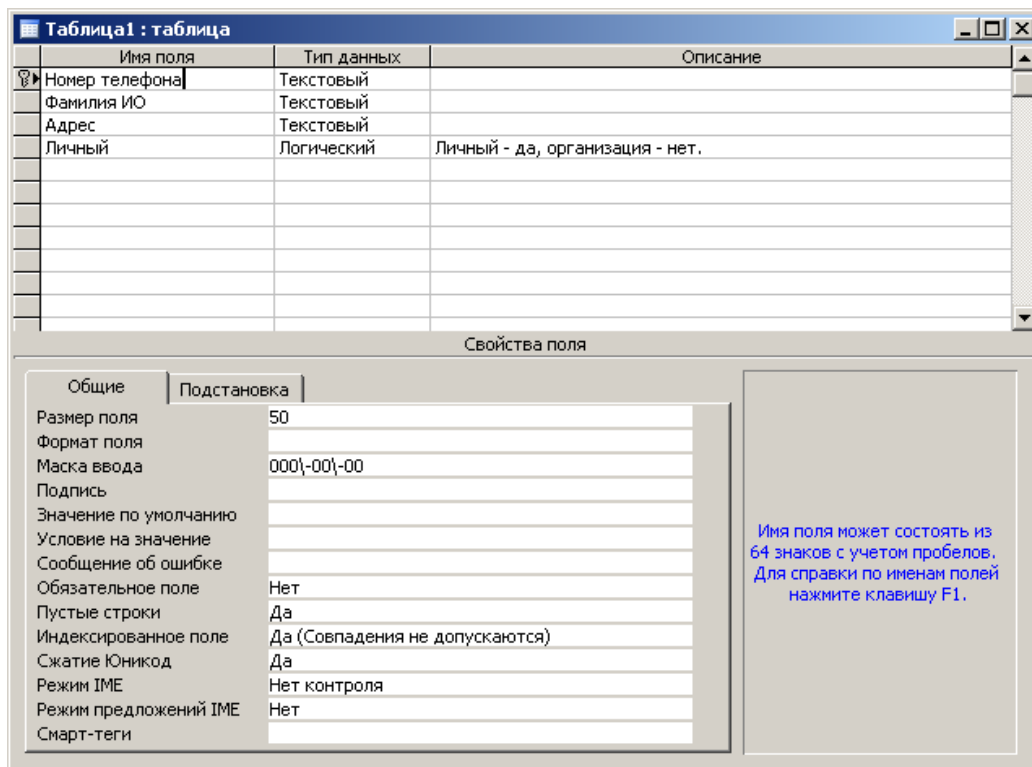 Таблица1 : таблица
Имя поля Тип данных Описание
Номер телефона Текстовый
Фамилия ИО Текстовый
Адрес Текстовый
Личный Логический Личный - да, организация - нет.
Свойства поля
Общие Подстановка
Размер поля 50
Формат поля
Маска ввода 000\-00\-00
Подпись
Значение по умолчанию
Условие на значение
Сообщение об ошибке
Обязательное поле Нет
Пустые строки Да
Индексированное поле Да (Совпадения не допускаются)
Сжатие Юникод Да
Режим IME Нет контроля
Режим предложений IME Нет
Смарт-теги
Имя поля может состоять из
64 знаков с учетом пробелов.
Для справки по именам полей
нажмите клавишу F1.